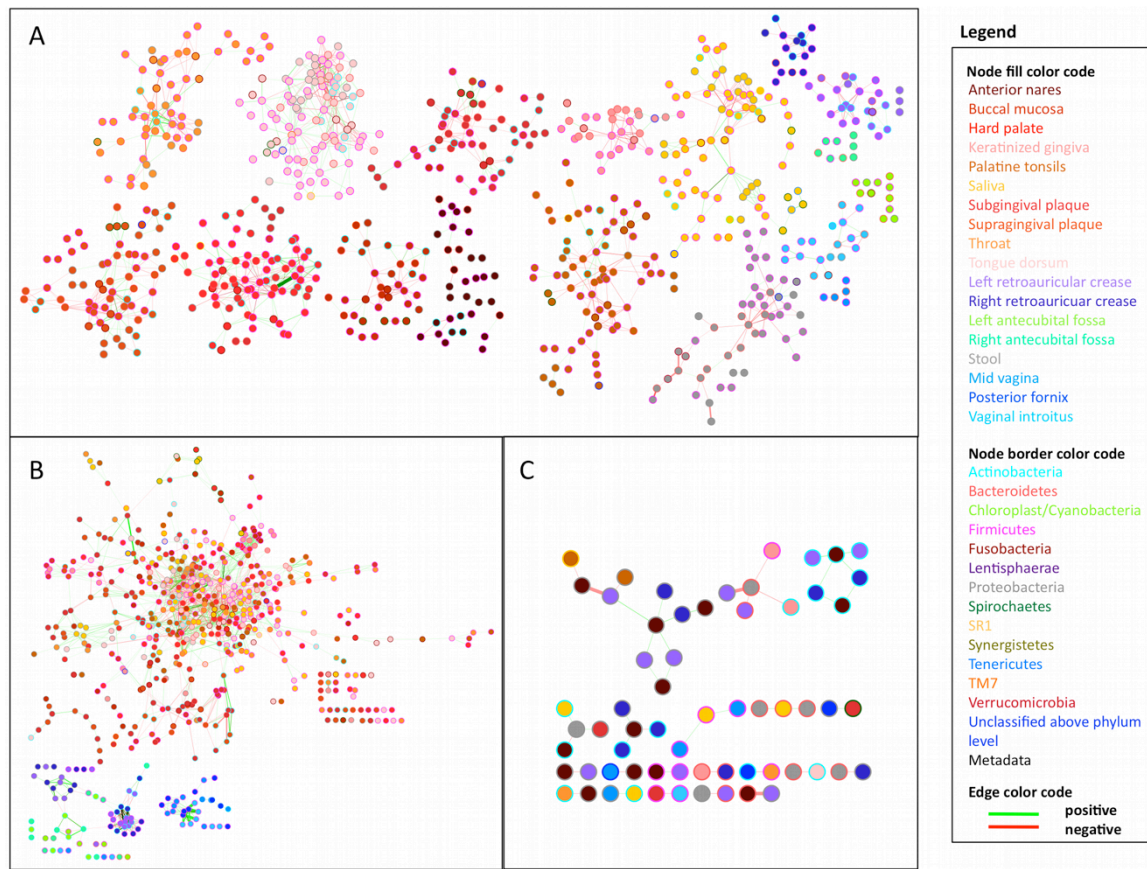 A
B
C
Legend
Node fill color code
Anterior nares
Buccal mucosa
Hard palate
Keratinized gingiva
Palatine tonsils
Saliva
Subgingival plaque
Supragingival plaque
Throat
Tongue dorsum
Left retroauricular crease
Right retroauricuar crease
Left antecubital fossa
Right antecubital fossa
Stool
Mid vagina
Posterior fornix
Vaginal introitus
Node border color code
Actinobacteria
Bacteroidetes
Chloroplast/Cyanobacteria
Firmicutes
Fusobacteria
Lentisphaerae
Proteobacteria
Spirochaetes
SR1
Synergistetes
Tenericutes
TM7
Verrucomicrobia
Unclassified above phylum
level
Metadata
Edge color code
positive
negative